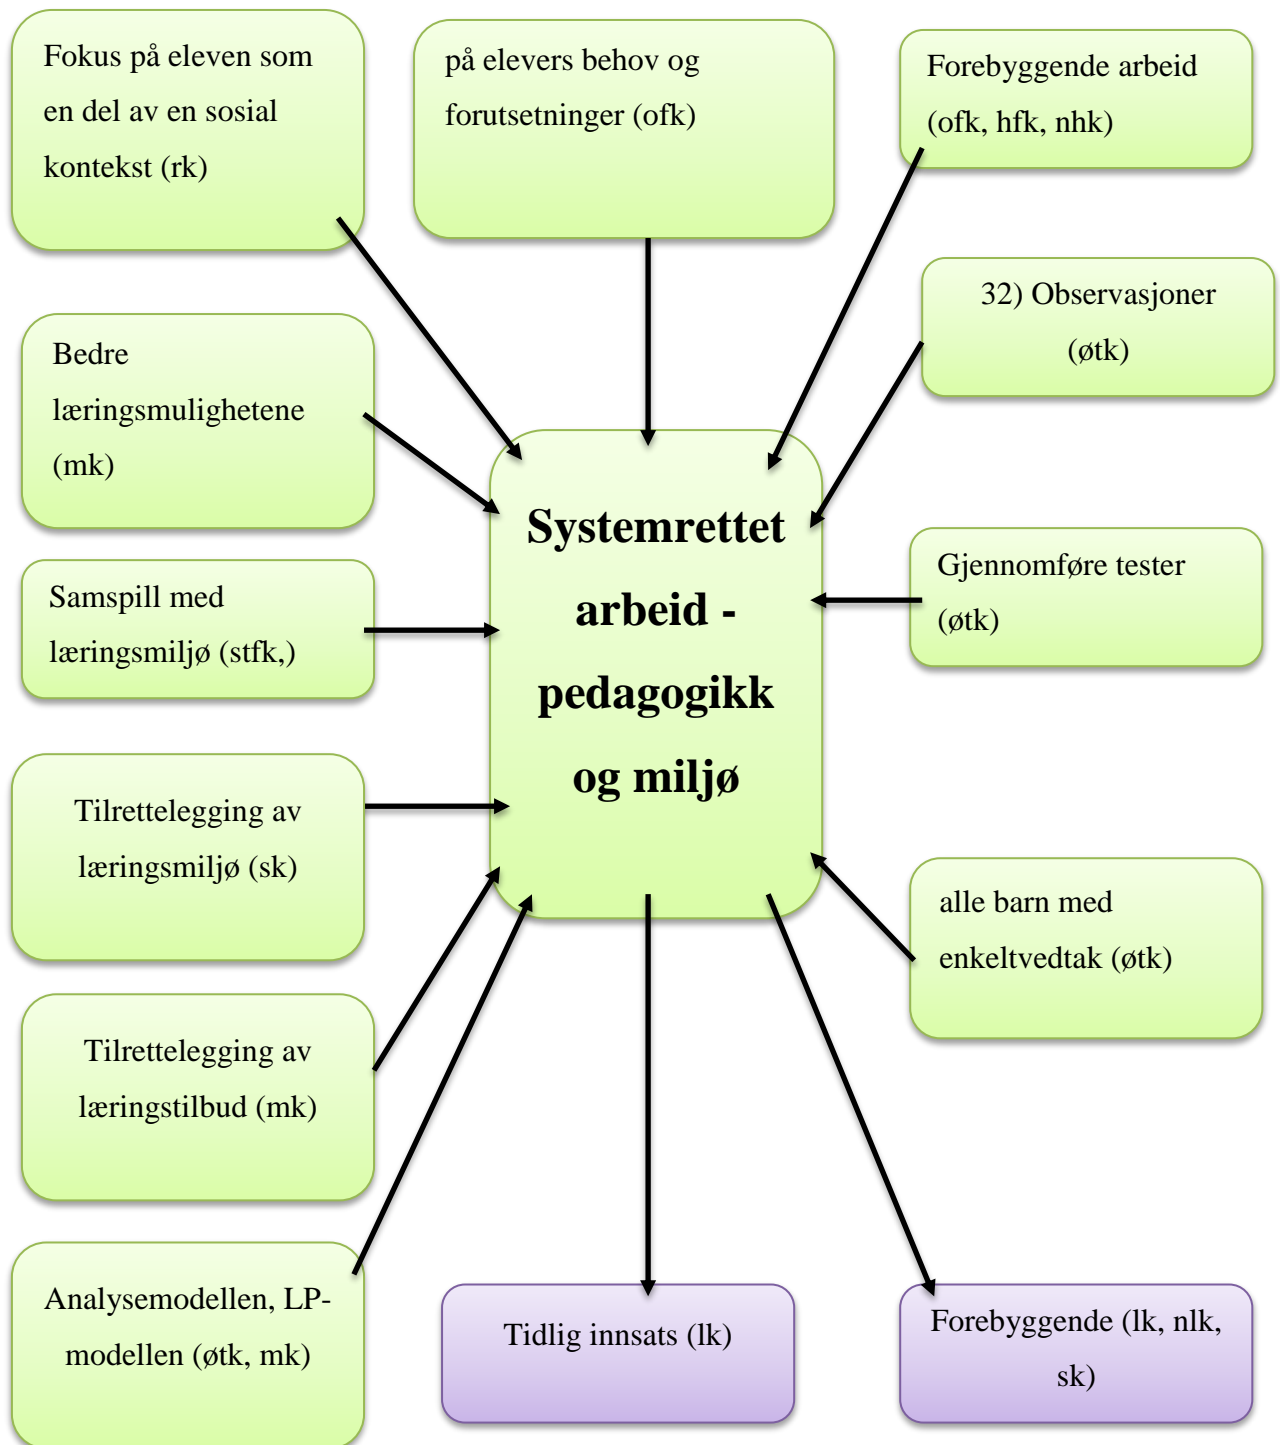 Fokus på eleven som
en del av en sosial
kontekst (rk)
på elevers behov og
forutsetninger (ofk)
Forebyggende arbeid
(ofk, hfk, nhk)
32) Observasjoner
(øtk)
Bedre
læringsmulighetene
(mk)
Systemrettet
arbeid -
pedagogikk
og miljø
Gjennomføre tester
(øtk)
Samspill med
læringsmiljø (stfk,)
Tilrettelegging av
læringsmiljø (sk)
alle barn med
enkeltvedtak (øtk)
Tilrettelegging av
læringstilbud (mk)
Analysemodellen, LP-
modellen (øtk, mk)
Tidlig innsats (lk)
Forebyggende (lk, nlk,
sk)